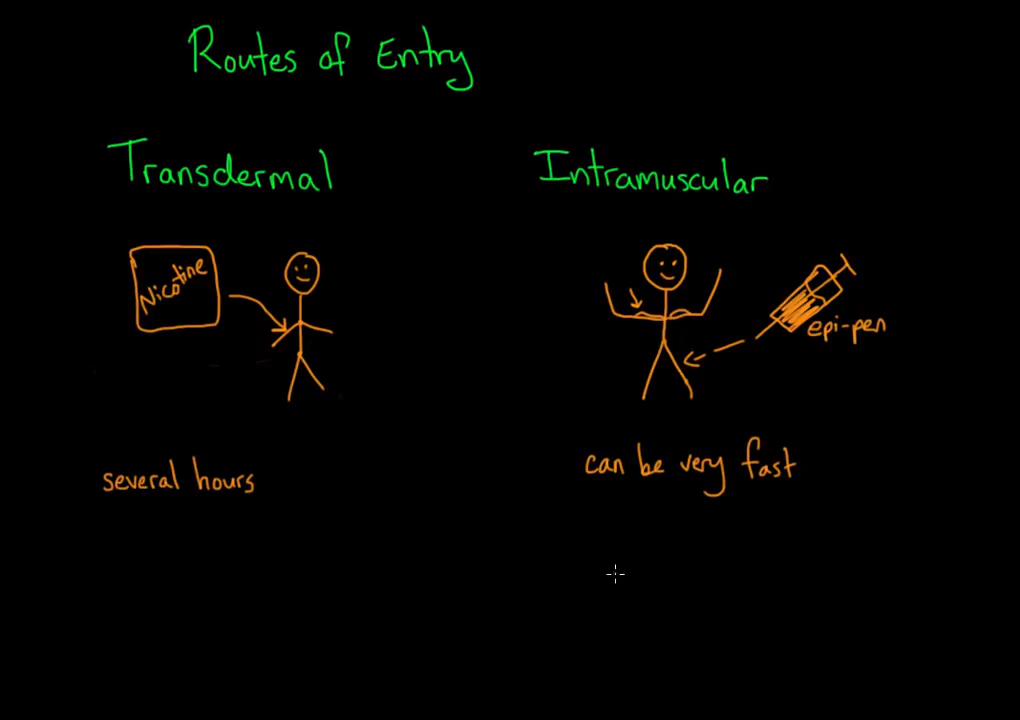 Routes of Entry
Transdermal
Intramuscular
Nicotine
epi-pen
several hours
can be very fast